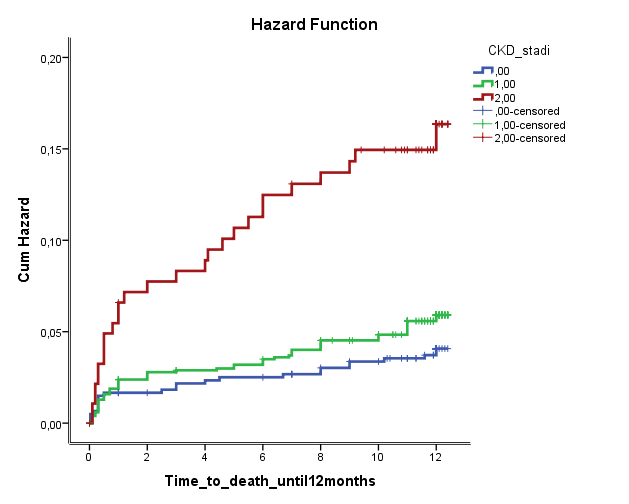 Hazard Function
CKD_stadi
,00
1,00
2,00
,00-censored
1,00-censored
2,00-censored
Cum Hazard
0,20
0,15
0,10
0,05
0,00
0 2 4 6 8 10 12
Time_to_death_until12months